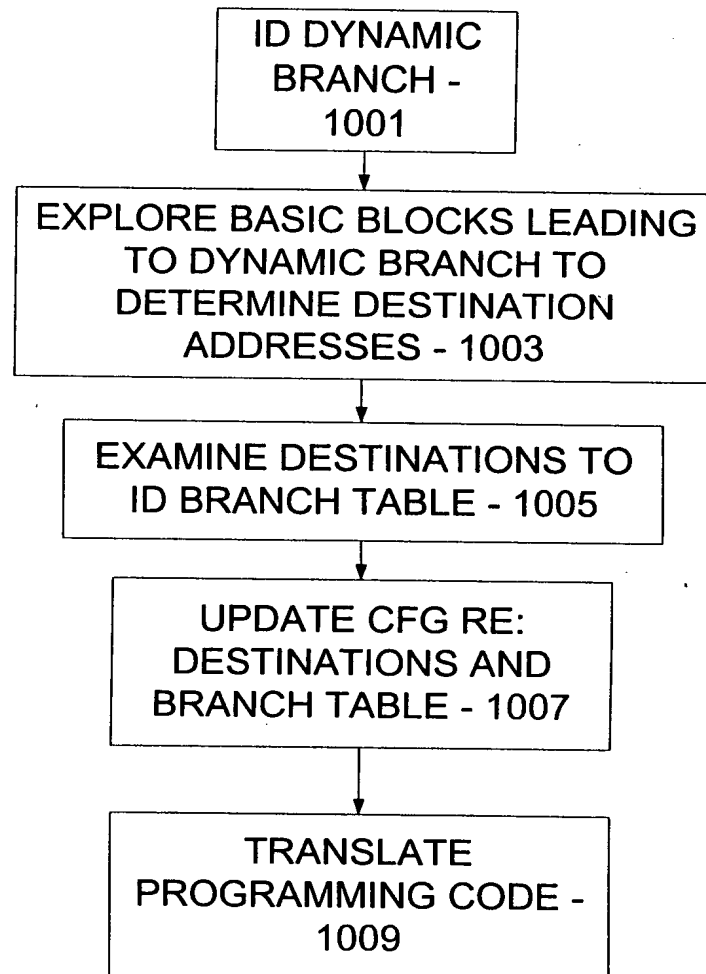 ID DYNAMIC
BRANCH -
1001
EXPLORE BASIC BLOCKS LEADING
TO DYNAMIC BRANCH TO
DETERMINE DESTINATION
ADDRESSES - 1003
EXAMINE DESTINATIONS TO
ID BRANCH TABLE - 1005
UPDATE CFG RE:
DESTINATIONS AND
BRANCH TABLE - 1007
TRANSLATE
PROGRAMMING CODE -
1009